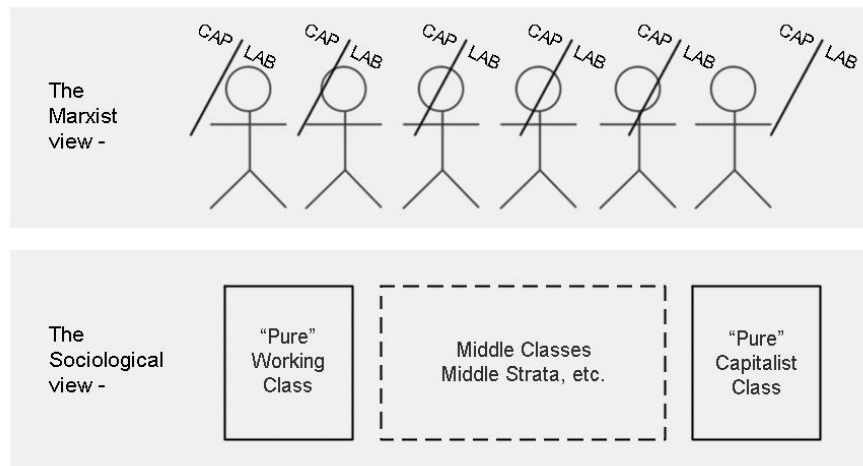 CAP LAB CAP LAB CAP LAB CAP LAB CAP LAB CAP LAB
The
Marxist
view -
The
Sociological
view -
“Pure”
Working
Class
Middle Classes
Middle Strata, etc.
“Pure”
Capitalist
Class